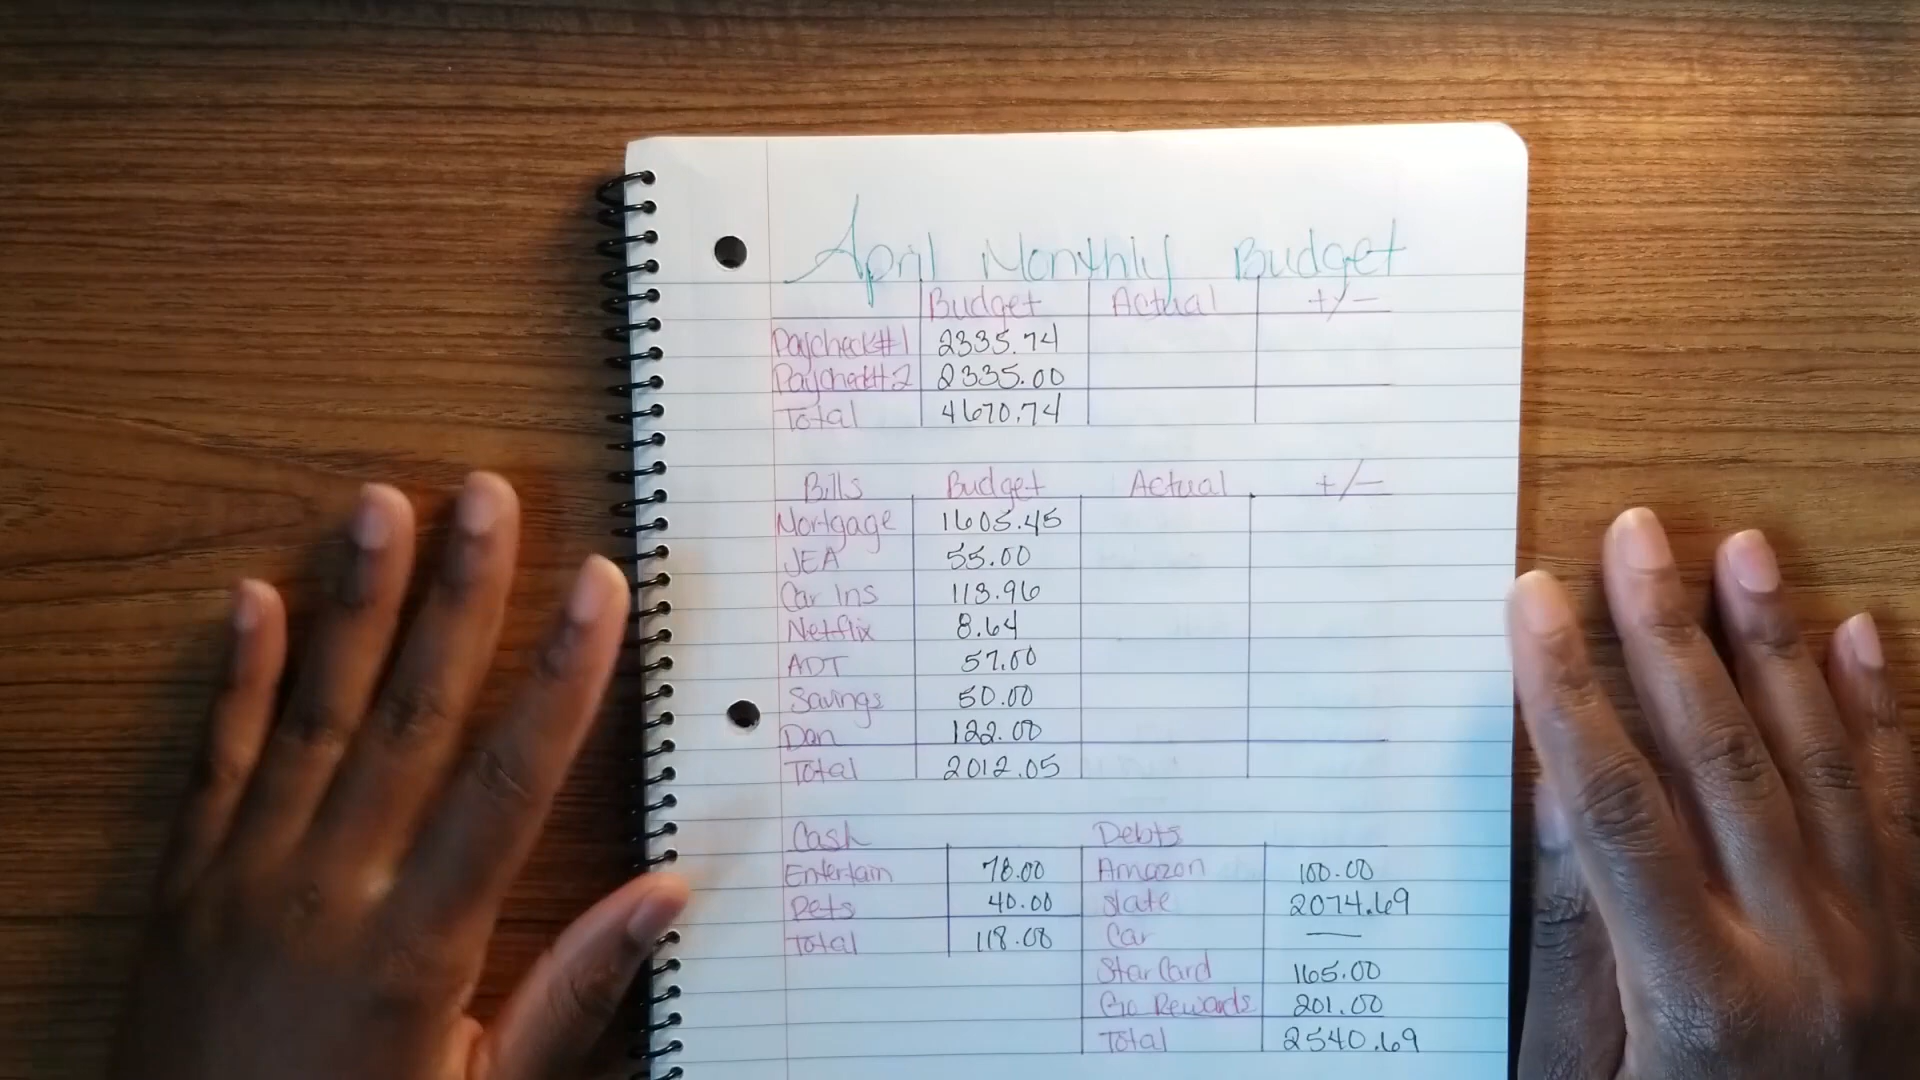 April Monthly Budget
Budget Actual +/-
Paycheck#1 2335.74
Paycheck#2 2335.00
Total 4670.74
Bills Budget Actual +/-
Mortgage 1605.45
JEA 55.00
Car Ins 113.96
Netflix 8.64
ADT 57.00
Savings 50.00
Dan 122.00
Total 2012.05
Cash Debts
Entertain 78.00 Amazon 100.00
Pets 40.00 Slate 2074.69
Total 118.00 Car —
Star Card 165.00
Go Rewards 201.00
Total 2540.69